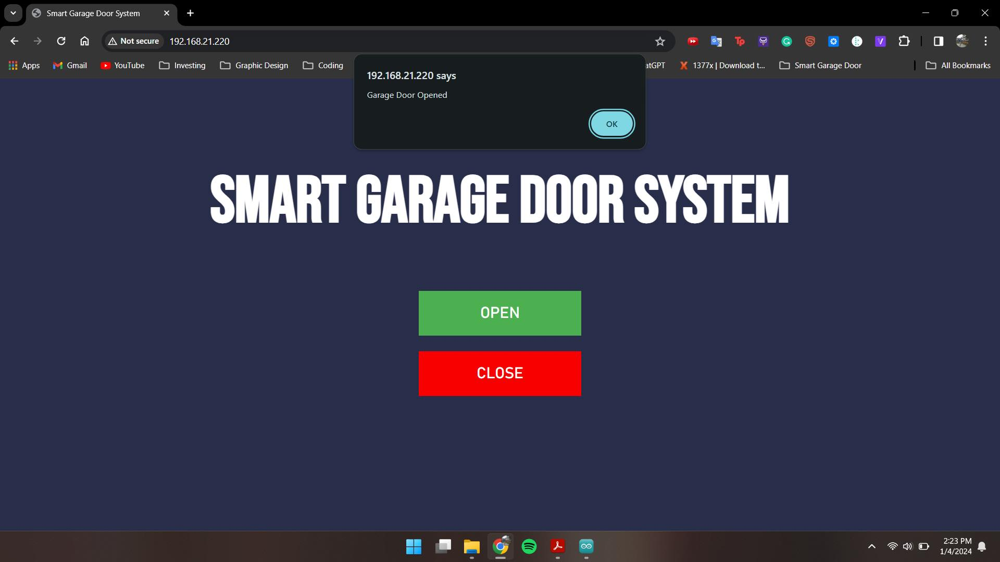 Smart Garage Door System
Not secure
192.168.21.220
Tp
Apps
Gmail
YouTube
Investing
Graphic Design
Coding
atGPT
1377x | Download t...
Smart Garage Door
All Bookmarks
192.168.21.220 says
Garage Door Opened
OK
SMART GARAGE DOOR SYSTEM
OPEN
CLOSE
2:23 PM
1/4/2024